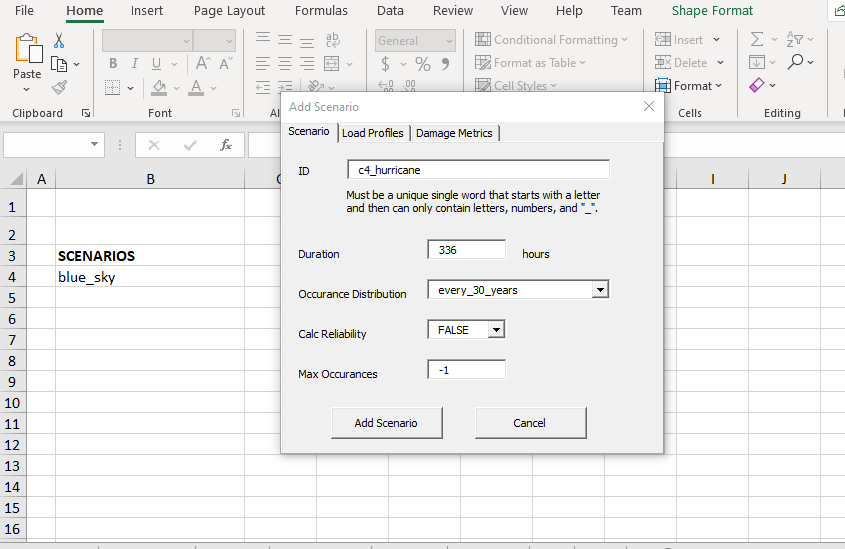 File Home Insert Page Layout Formulas Data Review View Help Team Shape Format
Paste
Clipboard
B I U
A A
Font
ab
General
$ % 9
Conditional Formatting
Format as Table
Cell Styles
Insert
Delete
Format
Cells
Editing
fx
A B I J
1
2
3 SCENARIOS
4 blue_sky
5
6
7
8
9
10
11
12
13
14
15
16
Add Scenario
Scenario Load Profiles Damage Metrics
ID c4_hurricane
Must be a unique single word that starts with a letter
and then can only contain letters, numbers, and "_".
Duration 336 hours
Occurance Distribution every_30_years
Calc Reliability FALSE
Max Occurances -1
Add Scenario Cancel